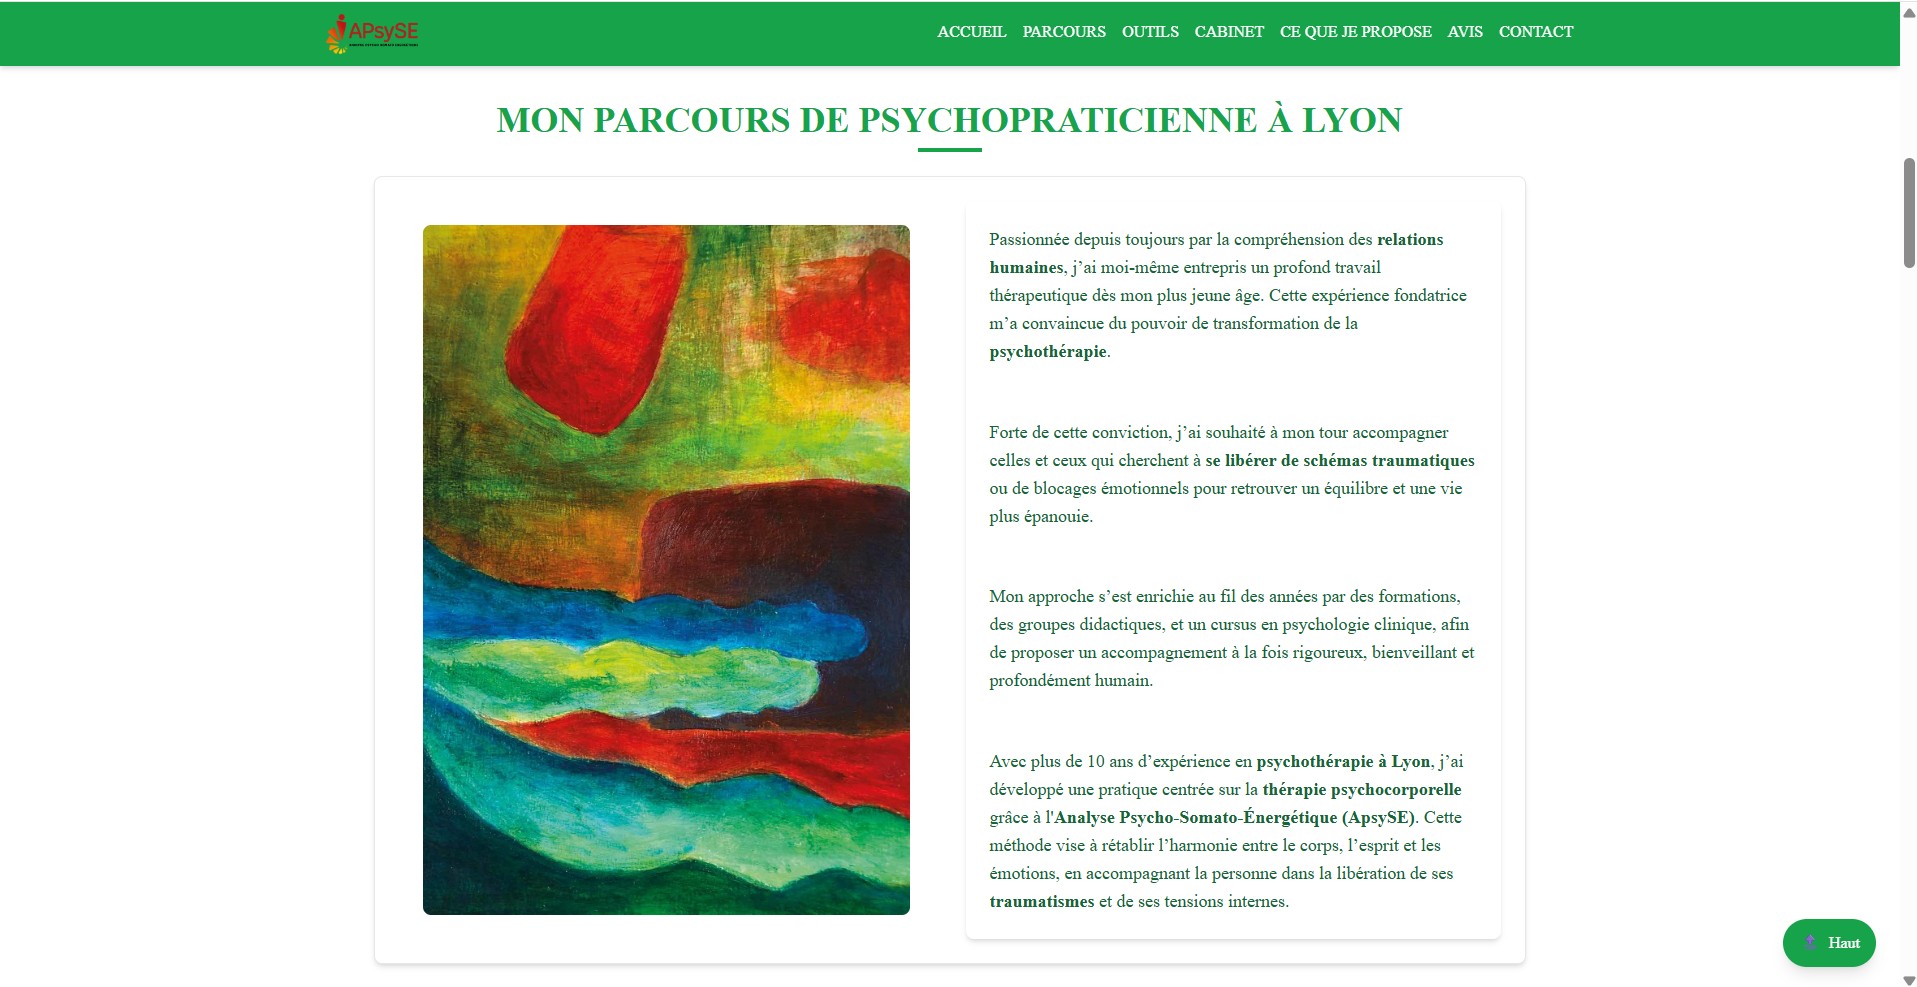 APsySE
ACCUEIL PARCOURS OUTILS CABINET CE QUE JE PROPOSE AVIS CONTACT
MON PARCOURS DE PSYCHOPRATICIENNE À LYON
Passionnée depuis toujours par la compréhension des relations
humaines, j’ai moi-même entrepris un profond travail
thérapeutique dès mon plus jeune âge. Cette expérience fondatrice
m’a convaincue du pouvoir de transformation de la
psychothérapie.
Forte de cette conviction, j’ai souhaité à mon tour accompagner
celles et ceux qui cherchent à se libérer de schémas traumatiques
ou de blocages émotionnels pour retrouver un équilibre et une vie
plus épanouie.
Mon approche s’est enrichie au fil des années par des formations,
des groupes didactiques, et un cursus en psychologie clinique, afin
de proposer un accompagnement à la fois rigoureux, bienveillant et
profondément humain.
Avec plus de 10 ans d’expérience en psychothérapie à Lyon, j’ai
développé une pratique centrée sur la thérapie psychocorporelle
grâce à l'Analyse Psycho-Somato-Énergétique (ApsySE). Cette
méthode vise à rétablir l’harmonie entre le corps, l’esprit et les
émotions, en accompagnant la personne dans la libération de ses
traumatismes et de ses tensions internes.
Haut